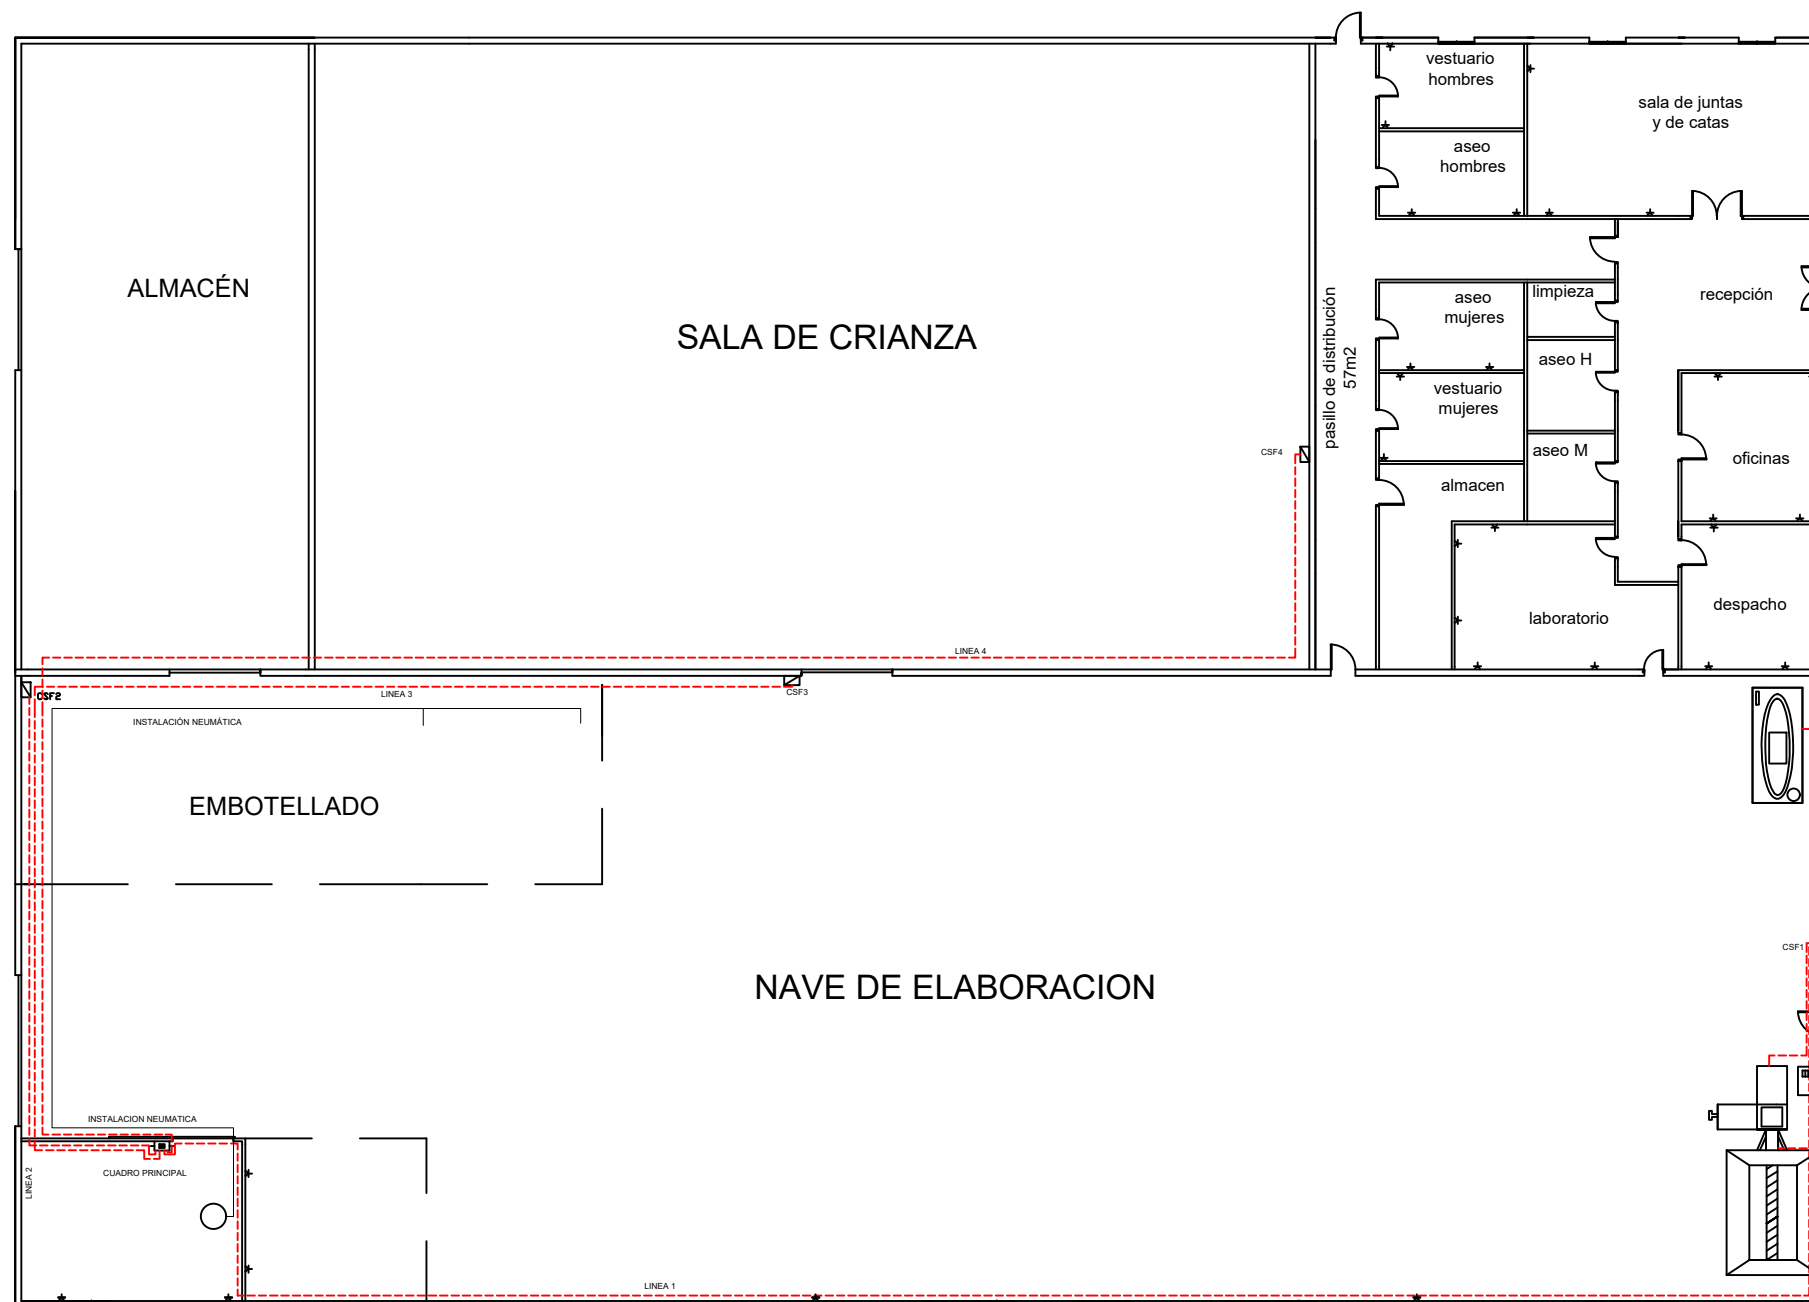 vestuario
hombres
sala de juntas
y de catas
aseo
hombres
ALMACÉN
SALA DE CRIANZA
pasillo de distribución
57m2
aseo
mujeres
limpieza
recepción
aseo H
vestuario
mujeres
CSF4
aseo M
oficinas
almacen
laboratorio
despacho
LINEA 4
CSF2
LINEA 3
CSF3
INSTALACIÓN NEUMÁTICA
EMBOTELLADO
CSF1
NAVE DE ELABORACION
INSTALACION NEUMATICA
CUADRO PRINCIPAL
LINEA 2
LINEA 1